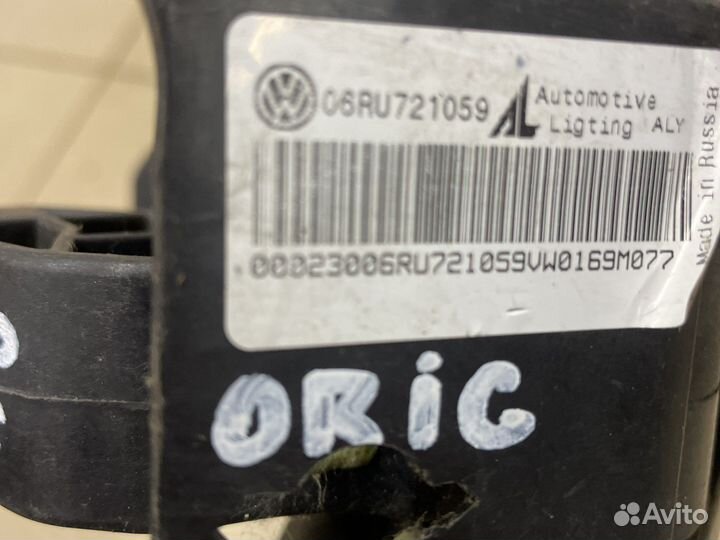 06RU721059
Automotive
Ligting ALY
Made in Russia
00023006RU721059VW0169M077
ORIG
Avito